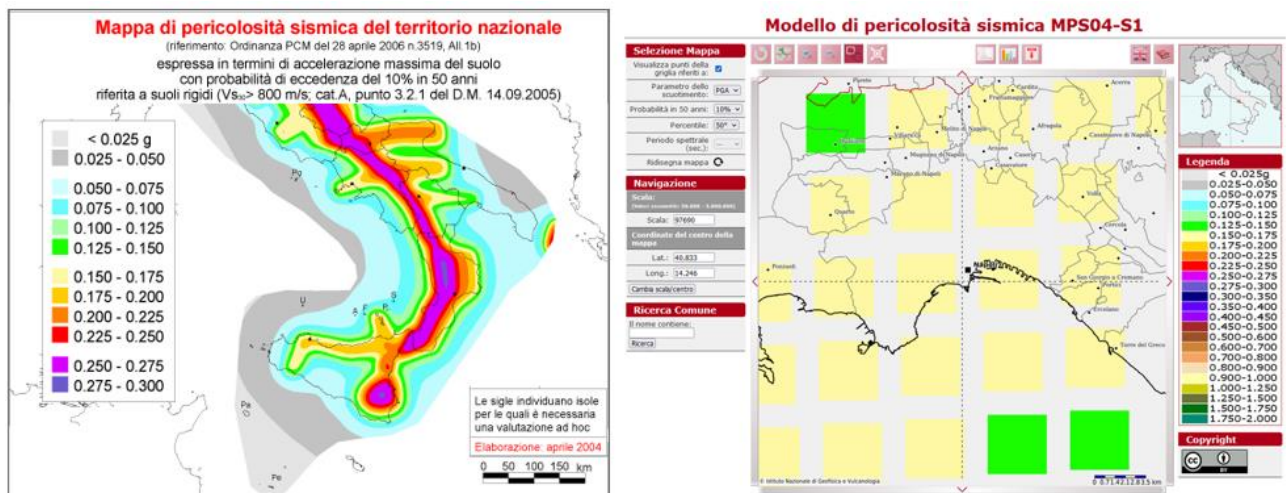 Mappa di pericolosità sismica del territorio nazionale
(riferimento: Ordinanza PCM del 28 aprile 2006 n.3519, All.1b)
espressa in termini di accelerazione massima del suolo
con probabilità di eccedenza del 10% in 50 anni
riferita a suoli rigidi (Vs30> 800 m/s; cat.A, punto 3.2.1 del D.M. 14.09.2005)
< 0.025 g
0.025 - 0.050
0.050 - 0.075
0.075 - 0.100
0.100 - 0.125
0.125 - 0.150
0.150 - 0.175
0.175 - 0.200
0.200 - 0.225
0.225 - 0.250
0.250 - 0.275
0.275 - 0.300
Po
U
A
F
P
S
L
Pa
Pe
Le sigle individuano isole
per le quali è necessaria
una valutazione ad hoc
Elaborazione: aprile 2004
0 50 100 150 km
Modello di pericolosità sismica MPS04-S1
Selezione Mappa
Visualizza punti della
griglia riferiti a:
Parametro dello
scuotimento: PGA
Probabilità in 50 anni: 10%
Percentile: 50°
Periodo spettrale
(sec.):
Ridisegna mappa
Navigazione
Scala:
Scala: 97690
Coordinate del centro della
mappa
Lat.: 40.833
Long.: 14.246
Cambia scala/centro
Ricerca Comune
Il nome contiene:
Ricerca
Acerra
Cardito
Frattamaggiore
Afragola
Casalnuovo di Napoli
Villaricca
Melito di Napoli
Mugnano di Napoli
Arzano
Casoria
Casavatore
Marano di Napoli
Quarto
Volla
Cercola
Pozzuoli
Napoli
San Giorgio a Cremano
Portici
Ercolano
Torre del Greco
© Istituto Nazionale di Geofisica e Vulcanologia
0 0.71.42.12.83.5 km
Legenda
< 0.025g
0.025-0.050
0.050-0.075
0.075-0.100
0.100-0.125
0.125-0.150
0.150-0.175
0.175-0.200
0.200-0.225
0.225-0.250
0.250-0.275
0.275-0.300
0.300-0.350
0.350-0.400
0.400-0.450
0.450-0.500
0.500-0.600
0.600-0.700
0.700-0.800
0.800-0.900
0.900-1.000
1.000-1.250
1.250-1.500
1.500-1.750
1.750-2.000
Copyright
cc
BY